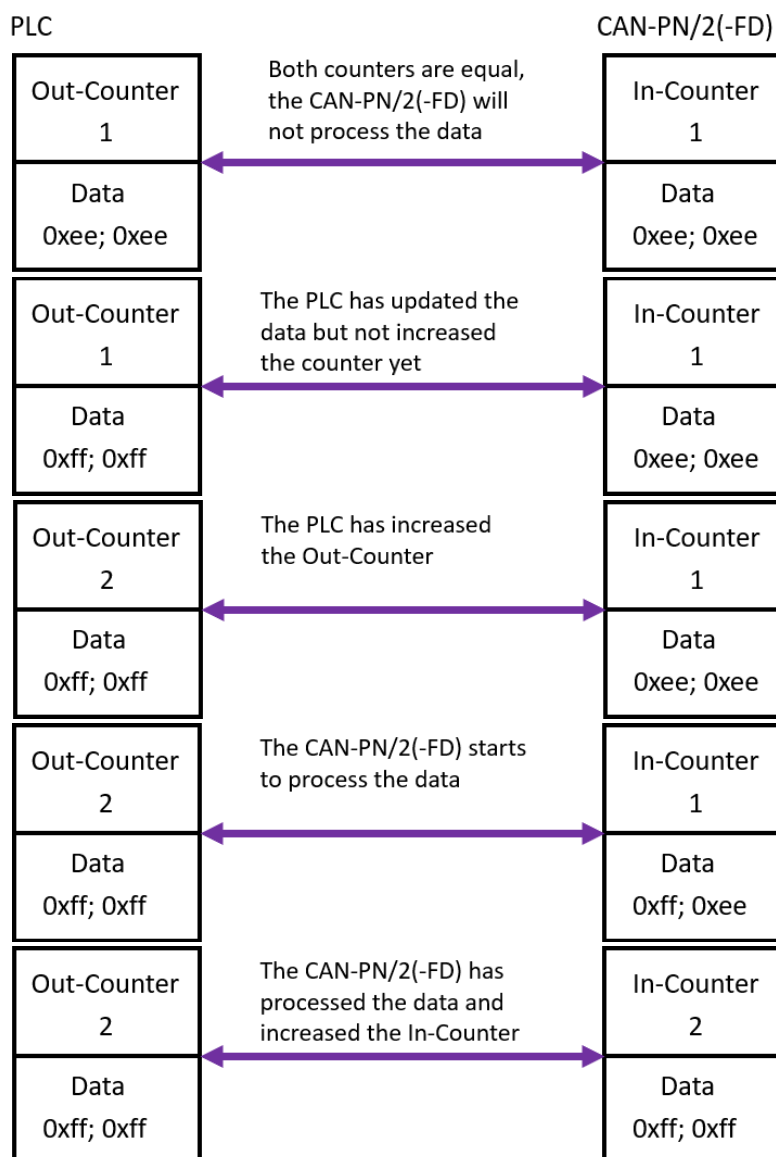 PLC
CAN-PN/2(-FD)
Out-Counter
1
Data
0xee; 0xee
Both counters are equal,
the CAN-PN/2(-FD) will
not process the data
In-Counter
1
Data
0xee; 0xee
Out-Counter
1
Data
0xff; 0xff
The PLC has updated the
data but not increased
the counter yet
In-Counter
1
Data
0xee; 0xee
Out-Counter
2
Data
0xff; 0xff
The PLC has increased
the Out-Counter
In-Counter
1
Data
0xee; 0xee
Out-Counter
2
Data
0xff; 0xff
The CAN-PN/2(-FD) starts
to process the data
In-Counter
1
Data
0xff; 0xee
Out-Counter
2
Data
0xff; 0xff
The CAN-PN/2(-FD) has
processed the data and
increased the In-Counter
In-Counter
2
Data
0xff; 0xff